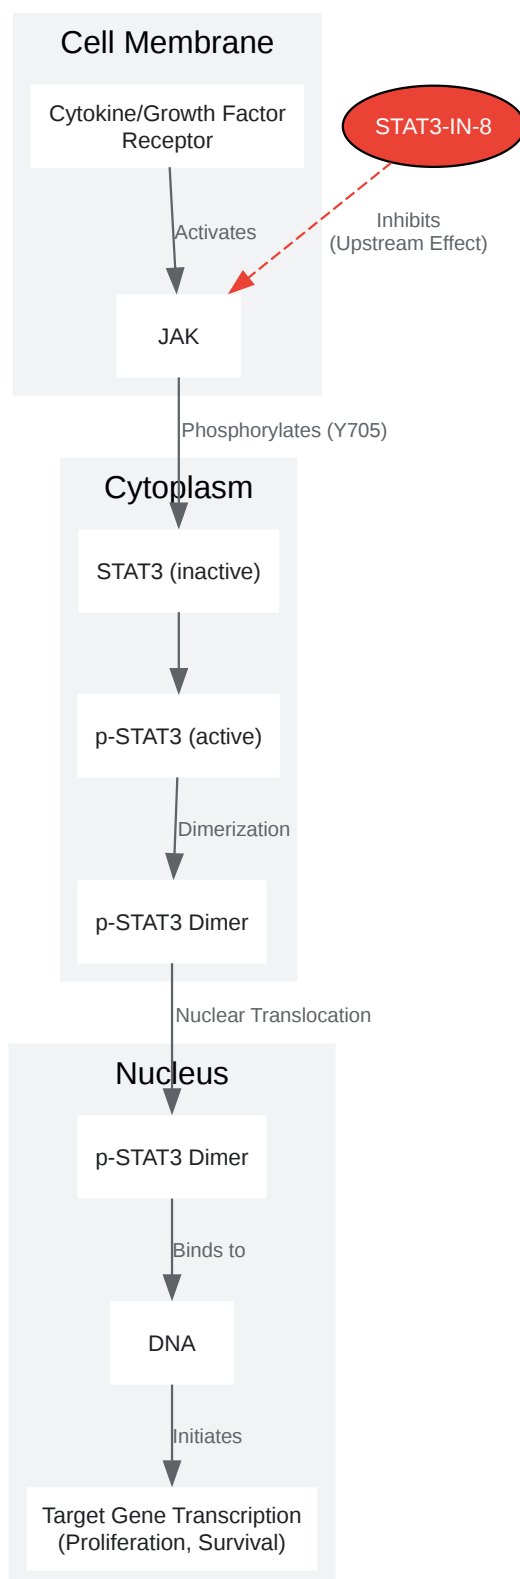 Cell Membrane
Cytokine/Growth Factor
Receptor
STAT3-IN-8
Activates
Inhibits
(Upstream Effect)
JAK
Phosphorylates (Y705)
Cytoplasm
STAT3 (inactive)
p-STAT3 (active)
Dimerization
p-STAT3 Dimer
Nuclear Translocation
Nucleus
p-STAT3 Dimer
Binds to
DNA
Initiates
Target Gene Transcription
(Proliferation, Survival)